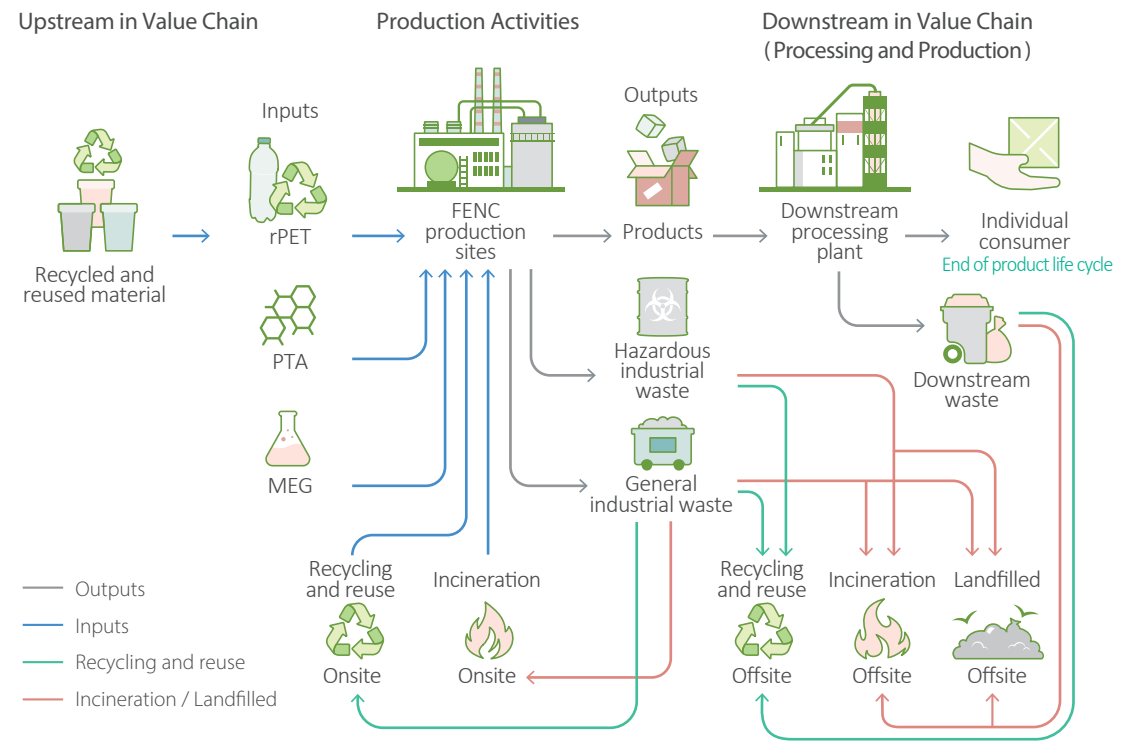 Upstream in Value Chain
Production Activities
Downstream in Value Chain
( Processing and Production )
Inputs
Outputs
Recycled and
reused material
rPET
FENC
production
sites
Products
Downstream
processing
plant
Individual
consumer
End of product life cycle
PTA
Hazardous
industrial
waste
Downstream
waste
MEG
General
industrial waste
Recycling
and reuse
Onsite
Incineration
Onsite
Recycling
and reuse
Offsite
Incineration
Offsite
Landfilled
Offsite
Outputs
Inputs
Recycling and reuse
Incineration / Landfilled